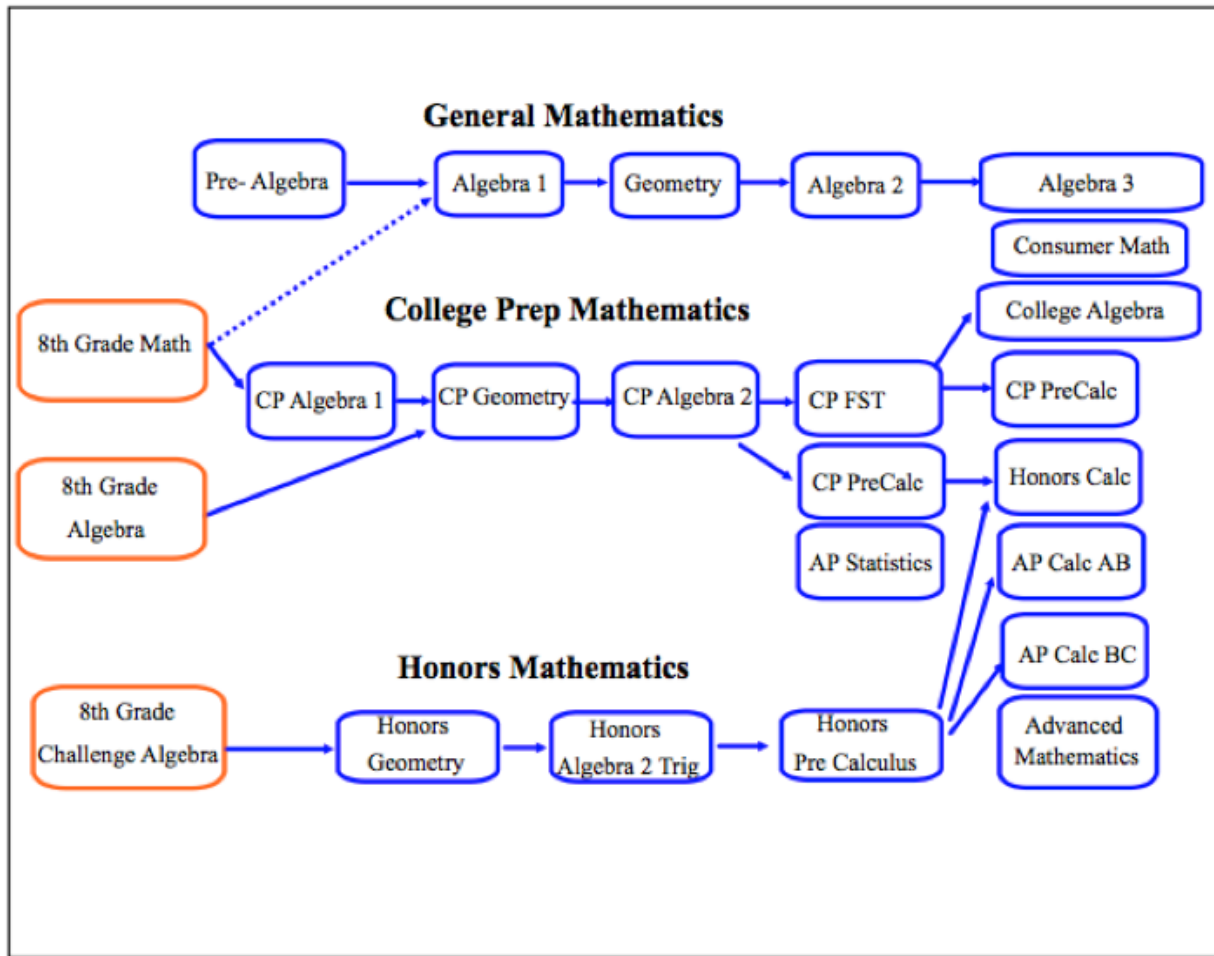 General Mathematics
Pre- Algebra
Algebra 1
Geometry
Algebra 2
Algebra 3
Consumer Math
College Prep Mathematics
College Algebra
8th Grade Math
CP Algebra 1
CP Geometry
CP Algebra 2
CP FST
CP PreCalc
8th Grade
Algebra
CP PreCalc
Honors Calc
AP Statistics
AP Calc AB
AP Calc BC
Honors Mathematics
8th Grade
Challenge Algebra
Honors
Geometry
Honors
Algebra 2 Trig
Honors
Pre Calculus
Advanced
Mathematics